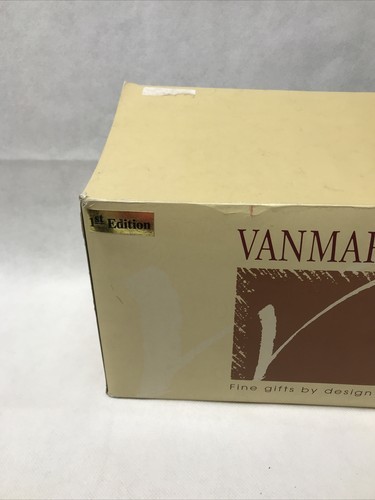 1st Edition
VANMAR
Fine gifts by design